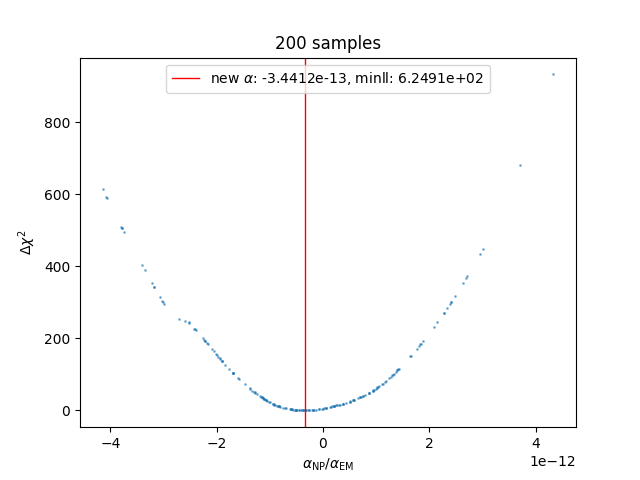 200 samples
new α: -3.4412e-13, minll: 6.2491e+02
Δχ²
800
600
400
200
0
−4 −2 0 2 4
1e−12
α_NP/α_EM